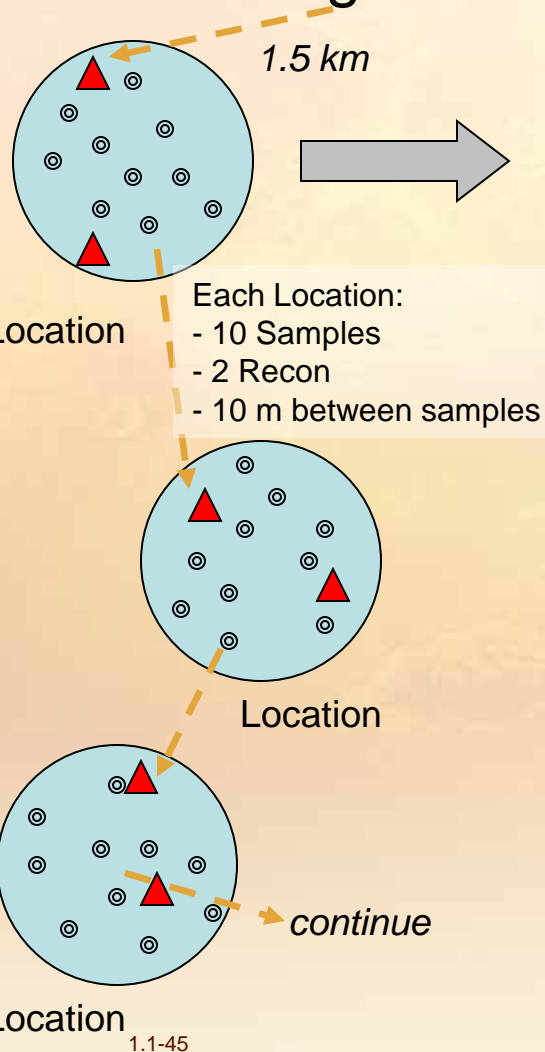 1.5 km
Each Location:
- 10 Samples
- 2 Recon
- 10 m between samples
Location
Location
continue
Location
1.1-45